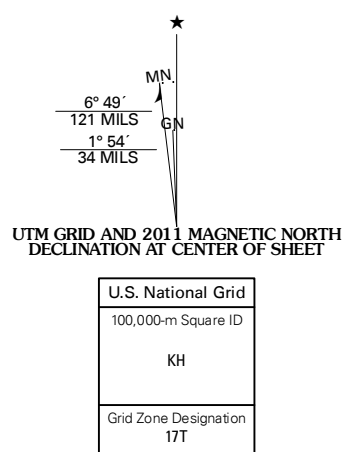 ★
M.N.
6° 49´
121 MILS
GN
1° 54´
34 MILS
UTM GRID AND 2011 MAGNETIC NORTH
DECLINATION AT CENTER OF SHEET
U.S. National Grid
100,000-m Square ID
KH
Grid Zone Designation
17T